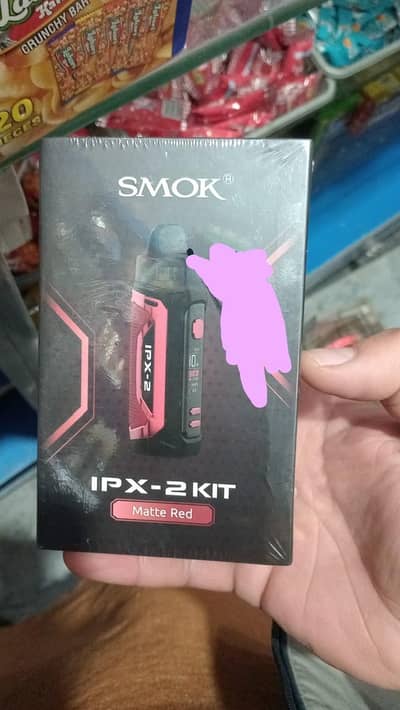 CRUNCHY BAR
20
SMOK®
IPX-2
IPX-2 KIT
Matte Red